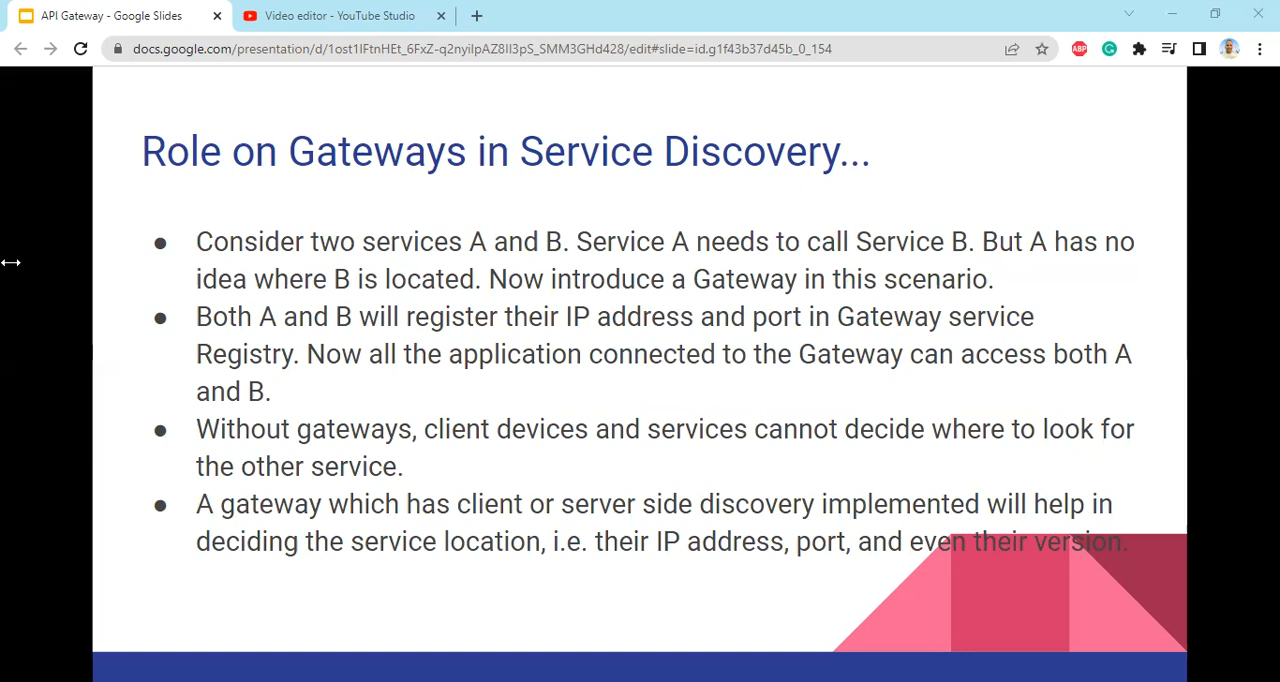 API Gateway - Google Slides
Video editor - YouTube Studio
docs.google.com/presentation/d/1ost1IFtnHEt_6FxZ-q2nyilpAZ8lI3pS_SMM3GHd428/edit#slide=id.g1f43b37d45b_0_154
ABP
Role on Gateways in Service Discovery...
● Consider two services A and B. Service A needs to call Service B. But A has no
idea where B is located. Now introduce a Gateway in this scenario.
● Both A and B will register their IP address and port in Gateway service
Registry. Now all the application connected to the Gateway can access both A
and B.
● Without gateways, client devices and services cannot decide where to look for
the other service.
● A gateway which has client or server side discovery implemented will help in
deciding the service location, i.e. their IP address, port, and even their version.